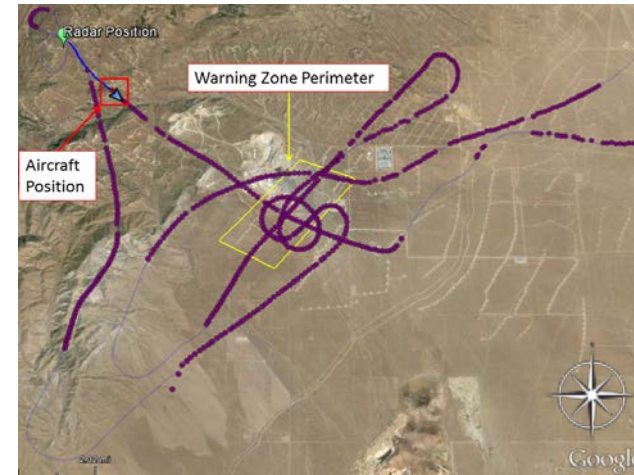 Radar Position
Warning Zone Perimeter
Aircraft
Position
Google